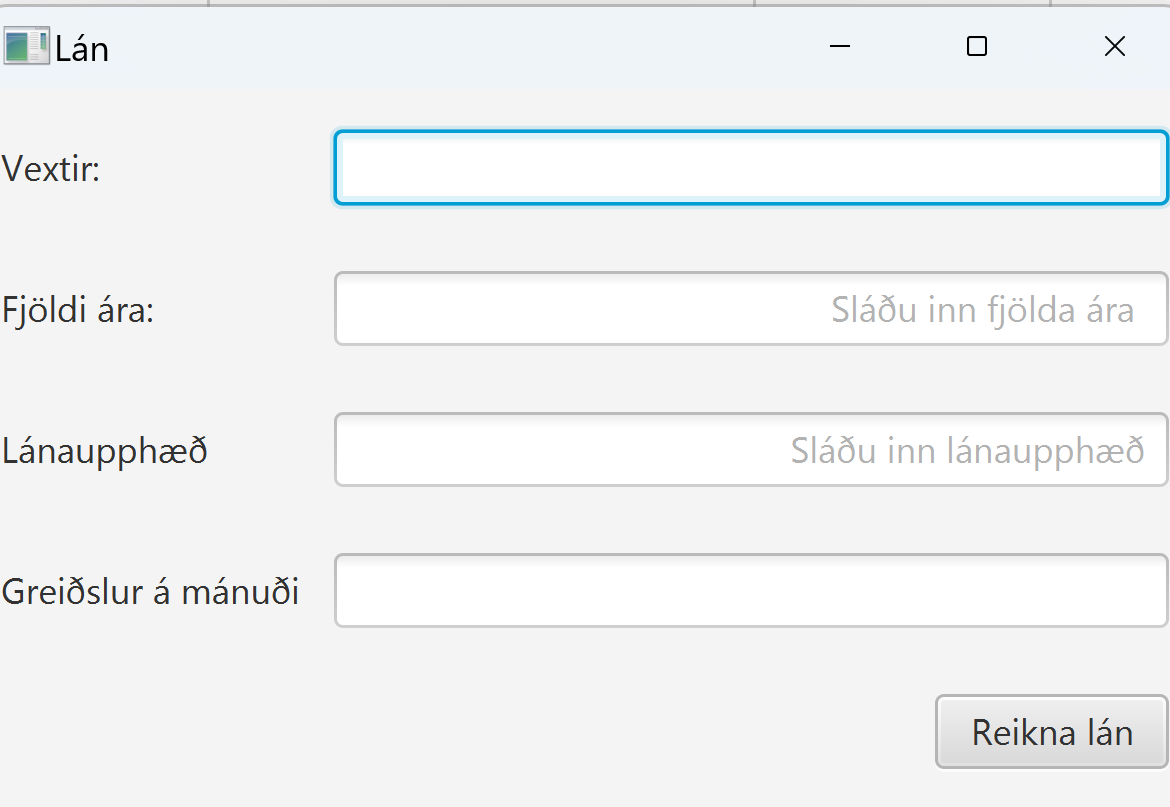 Lán
Vextir:
Fjöldi ára:
Sláðu inn fjölda ára
Lánaupphæð
Sláðu inn lánaupphæð
Greiðslur á mánuði
Reikna lán